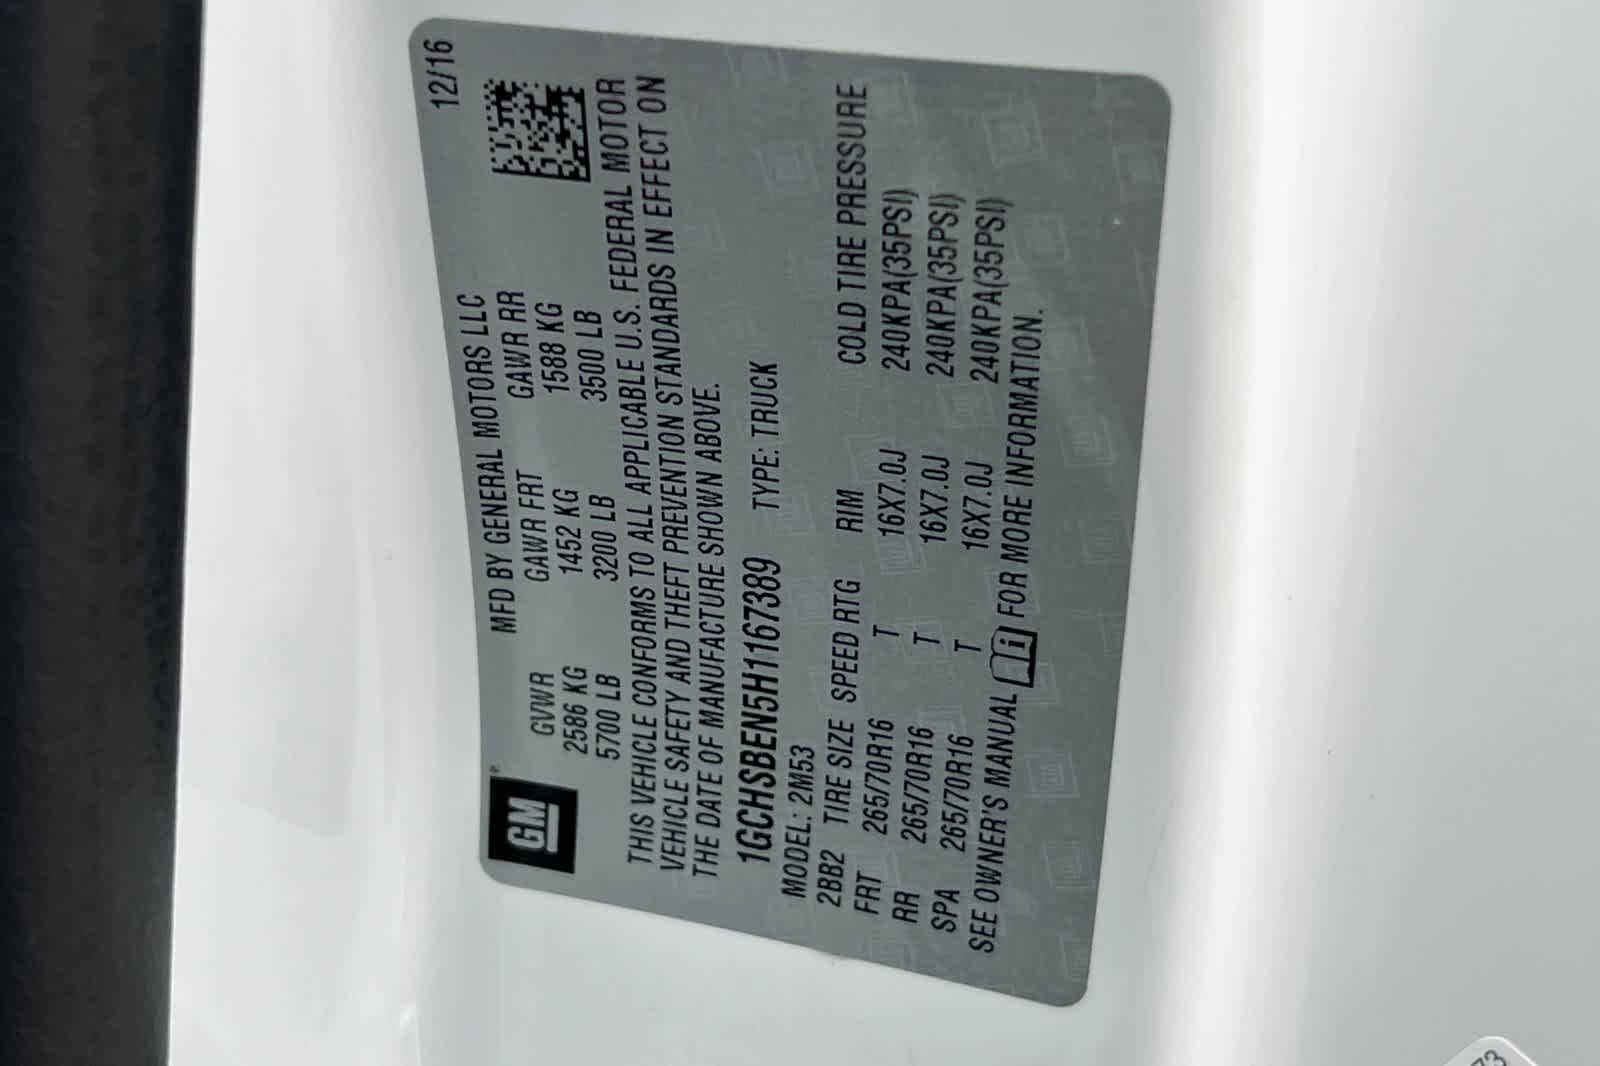 12/16
MFD BY GENERAL MOTORS LLC
GM
GVWR GAWR FRT GAWR RR
2586 KG 1452 KG 1588 KG
5700 LB 3200 LB 3500 LB
THIS VEHICLE CONFORMS TO ALL APPLICABLE U.S. FEDERAL MOTOR
VEHICLE SAFETY AND THEFT PREVENTION STANDARDS IN EFFECT ON
THE DATE OF MANUFACTURE SHOWN ABOVE.
1GCHSBEN5H1167389 TYPE: TRUCK
MODEL: 2M53
2BB2 TIRE SIZE SPEED RTG RIM COLD TIRE PRESSURE
FRT 265/70R16 T 16X7.0J 240KPA(35PSI)
RR 265/70R16 T 16X7.0J 240KPA(35PSI)
SPA 265/70R16 T 16X7.0J 240KPA(35PSI)
SEE OWNER'S MANUAL i FOR MORE INFORMATION.